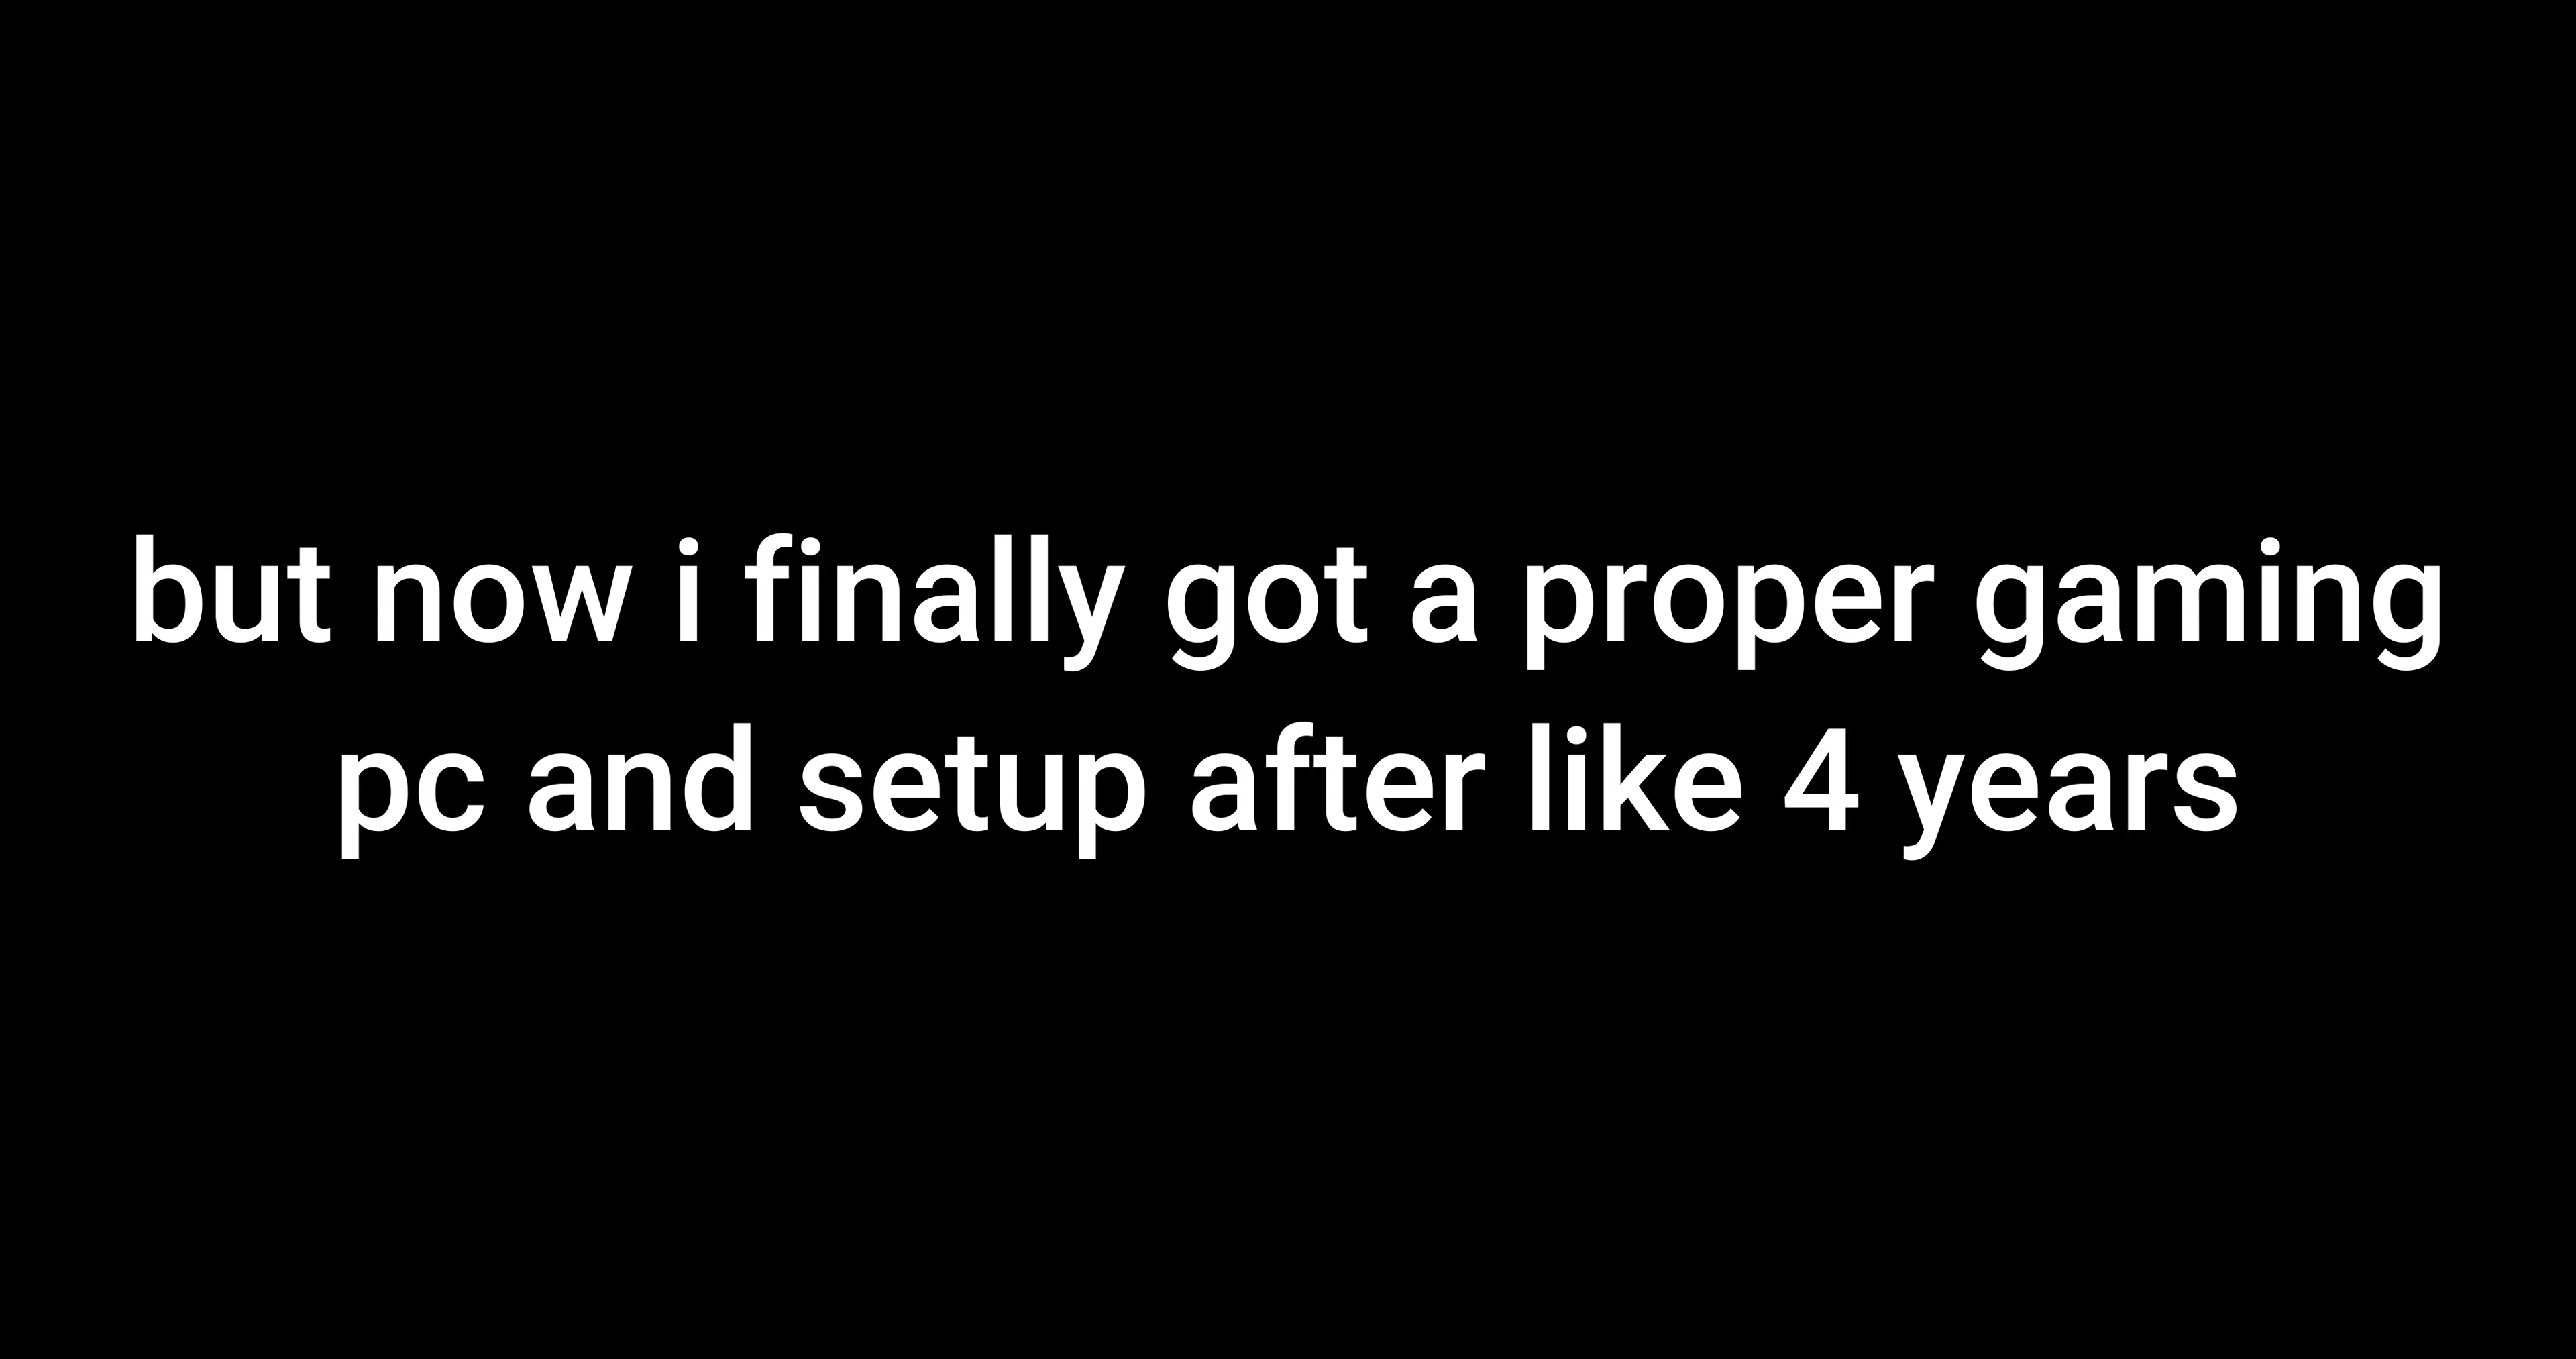 but now i finally got a proper gaming
pc and setup after like 4 years